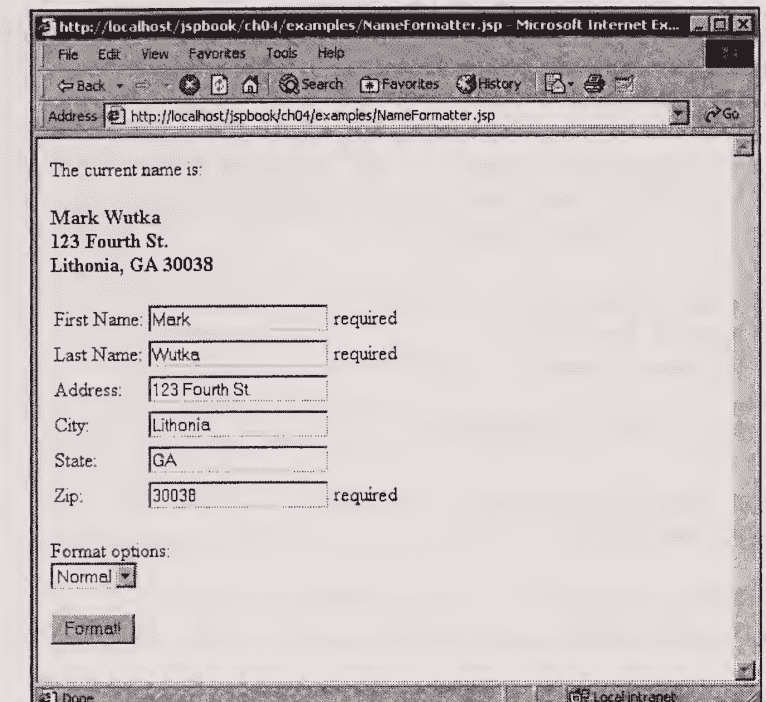 http://localhost/jspbook/ch04/examples/NameFormatter.jsp - Microsoft Internet Ex...
File Edit View Favorites Tools Help
Back Search Favorites History
Address http://localhost/jspbook/ch04/examples/NameFormatter.jsp Go
The current name is:
Mark Wutka
123 Fourth St.
Lithonia, GA 30038
First Name: Mark required
Last Name: Wutka required
Address: 123 Fourth St.
City: Lithonia
State: GA
Zip: 30038 required
Format options:
Normal
Format!
Done Local intranet